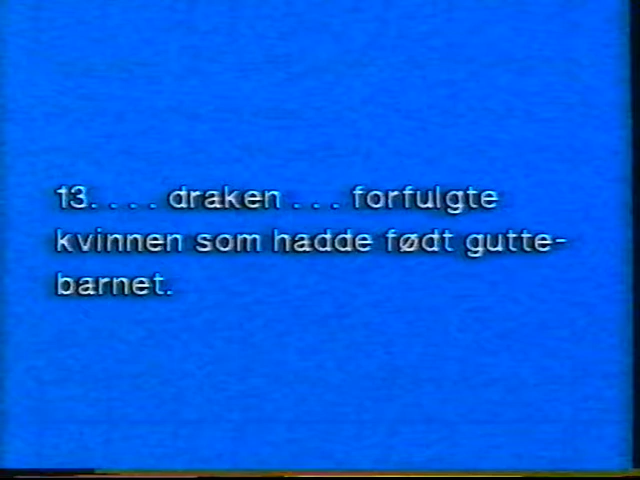 13. . . . draken . . . forfulgte
kvinnen som hadde født gutte-
barnet.